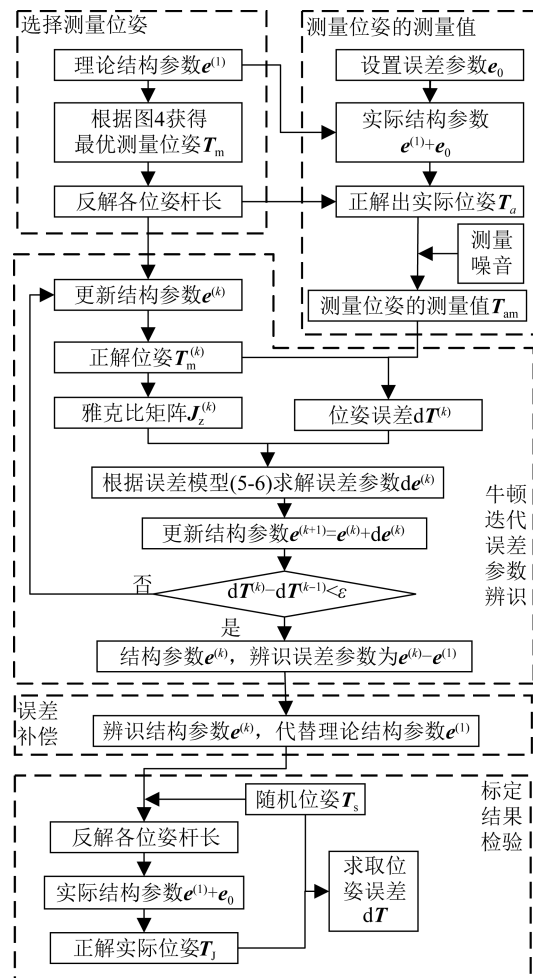 选择测量位姿
理论结构参数e⁽¹⁾
根据图4获得
最优测量位姿Tₘ
反解各位姿杆长
测量位姿的测量值
设置误差参数e₀
实际结构参数
e⁽¹⁾+e₀
正解出实际位姿Tₐ
测量
噪音
测量位姿的测量值Tₐₘ
更新结构参数e⁽ᵏ⁾
正解位姿Tₘ⁽ᵏ⁾
雅克比矩阵J_z⁽ᵏ⁾
位姿误差dT⁽ᵏ⁾
根据误差模型(5-6)求解误差参数de⁽ᵏ⁾
更新结构参数e⁽ᵏ⁺¹⁾=e⁽ᵏ⁾+de⁽ᵏ⁾
否
dT⁽ᵏ⁾−dT⁽ᵏ⁻¹⁾<ε
是
结构参数e⁽ᵏ⁾，辨识误差参数为e⁽ᵏ⁾−e⁽¹⁾
牛顿
迭代
误差
参数
辨识
误差
补偿
辨识结构参数e⁽ᵏ⁾，代替理论结构参数e⁽¹⁾
随机位姿Tₛ
反解各位姿杆长
实际结构参数e⁽¹⁾+e₀
正解实际位姿T_J
求取位
姿误差
dT
标定
结果
检验